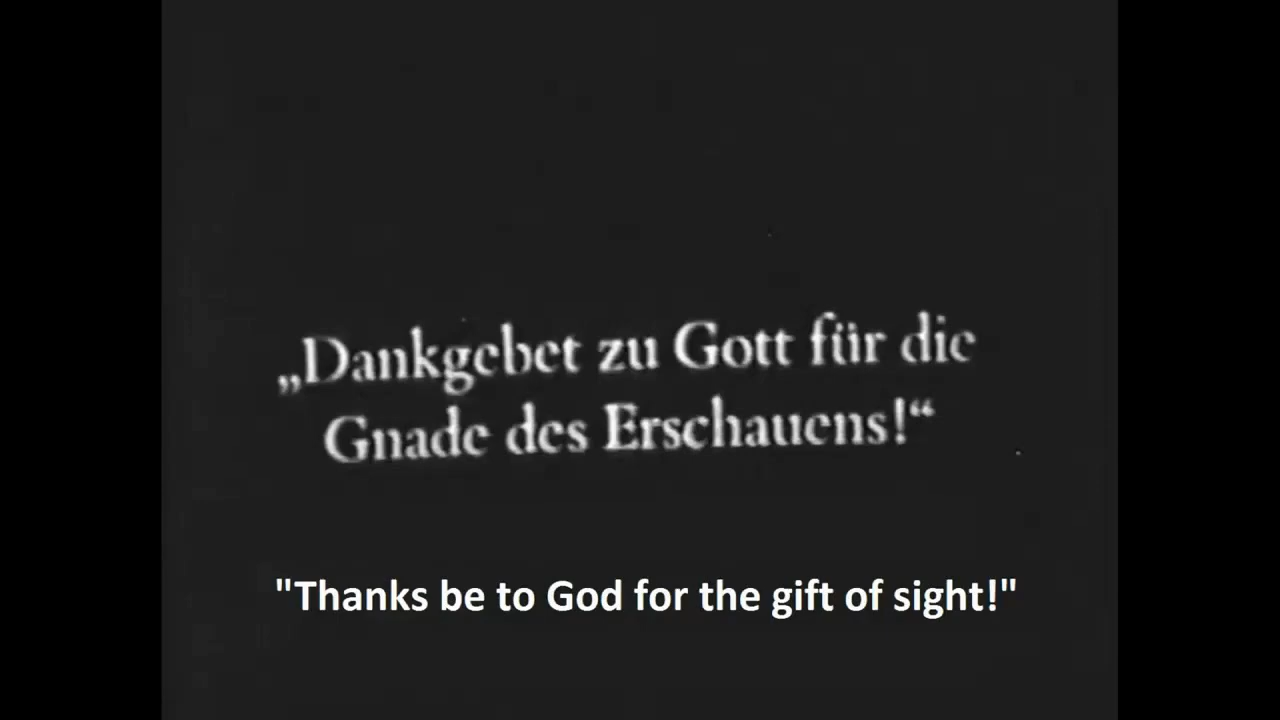 „Dankgebet zu Gott für die
Gnade des Erschauens!“
"Thanks be to God for the gift of sight!"